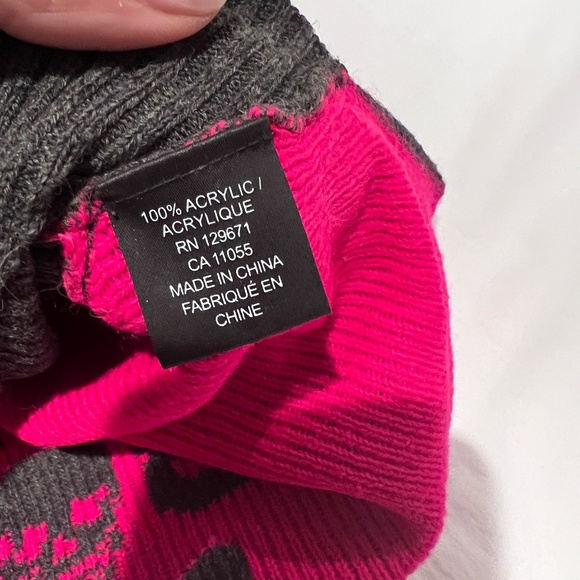 100% ACRYLIC /
ACRYLIQUE
RN 129671
CA 11055
MADE IN CHINA
FABRIQUÉ EN
CHINE